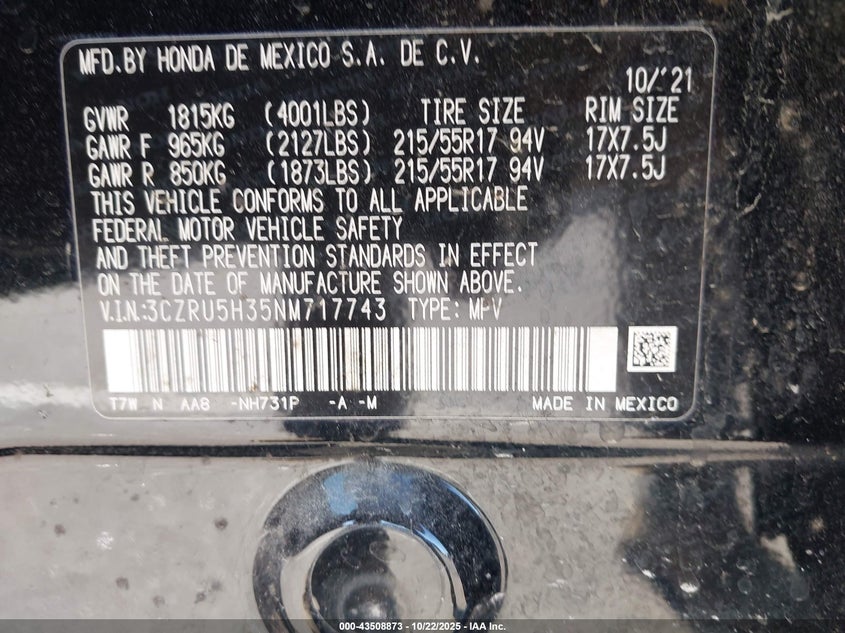 MFD. BY HONDA DE MEXICO S.A. DE C.V.
10/'21
GVWR 1815KG (4001LBS) TIRE SIZE RIM SIZE
GAWR F 965KG (2127LBS) 215/55R17 94V 17X7.5J
GAWR R 850KG (1873LBS) 215/55R17 94V 17X7.5J
THIS VEHICLE CONFORMS TO ALL APPLICABLE
FEDERAL MOTOR VEHICLE SAFETY
AND THEFT PREVENTION STANDARDS IN EFFECT
ON THE DATE OF MANUFACTURE SHOWN ABOVE.
V.I.N.:3CZRU5H35NM717743 TYPE: MPV
T7W N AA8 -NH731P -A -M MADE IN MEXICO
000-43508873 - 10/22/2025 - IAA Inc.